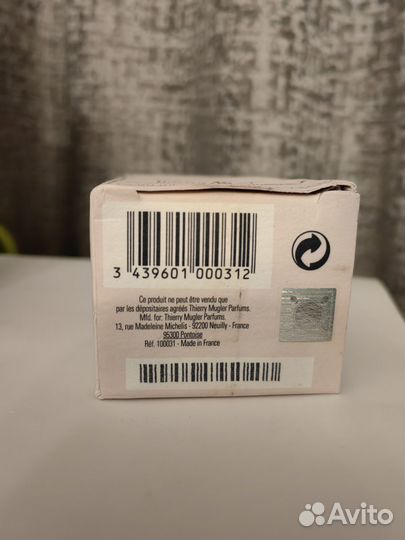 3 439601 000312
Ce produit ne peut être vendu que
par les dépositaires agréés Thierry Mugler Parfums.
Mfd. for: Thierry Mugler Parfums.
13, rue Madeleine Michelis - 92200 Neuilly - France
95300 Pontoise
Réf. 100031 - Made in France
Avito